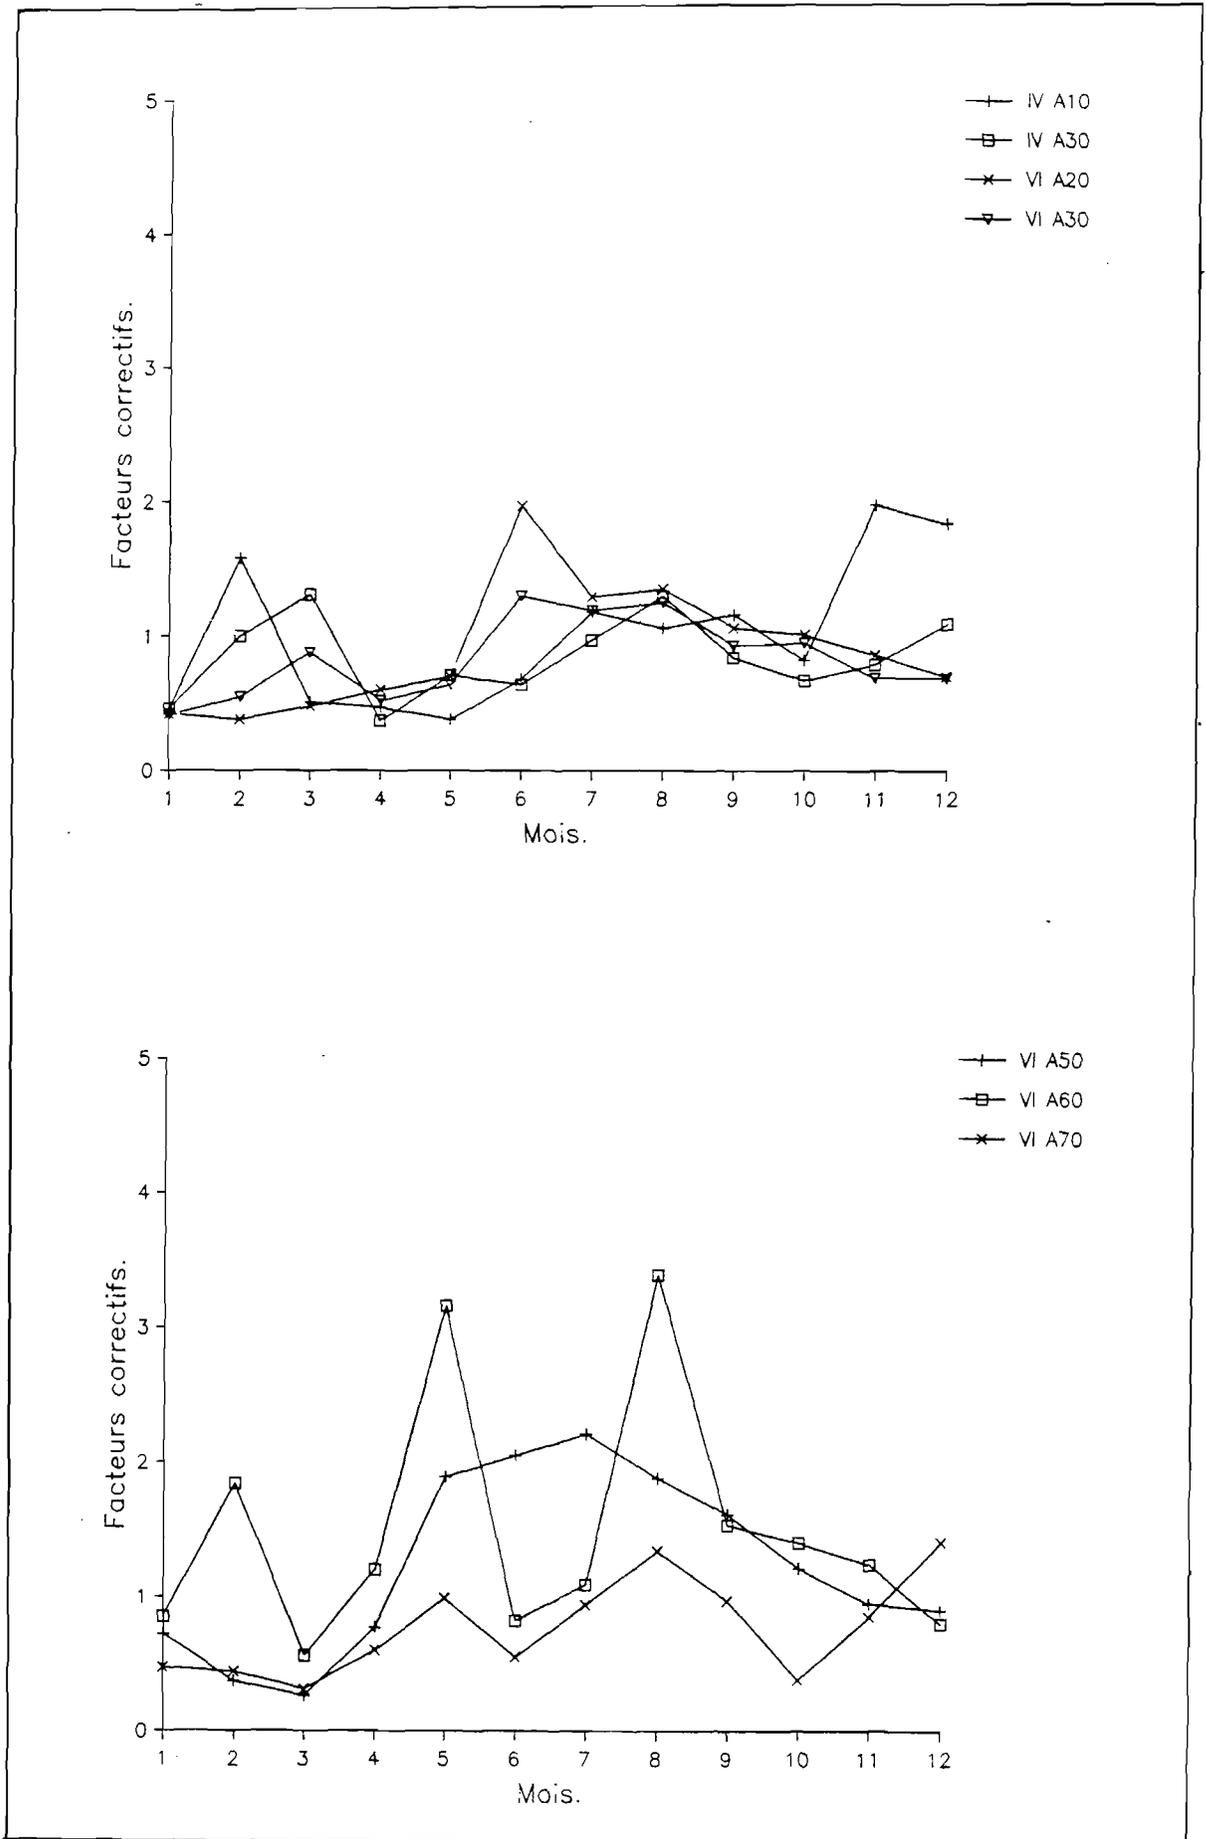 5
4
3
2
1
0
Facteurs correctifs.
1 2 3 4 5 6 7 8 9 10 11 12
Mois.
IV A10
IV A30
VI A20
VI A30
5
4
3
2
1
0
Facteurs correctifs.
1 2 3 4 5 6 7 8 9 10 11 12
Mois.
VI A50
VI A60
VI A70